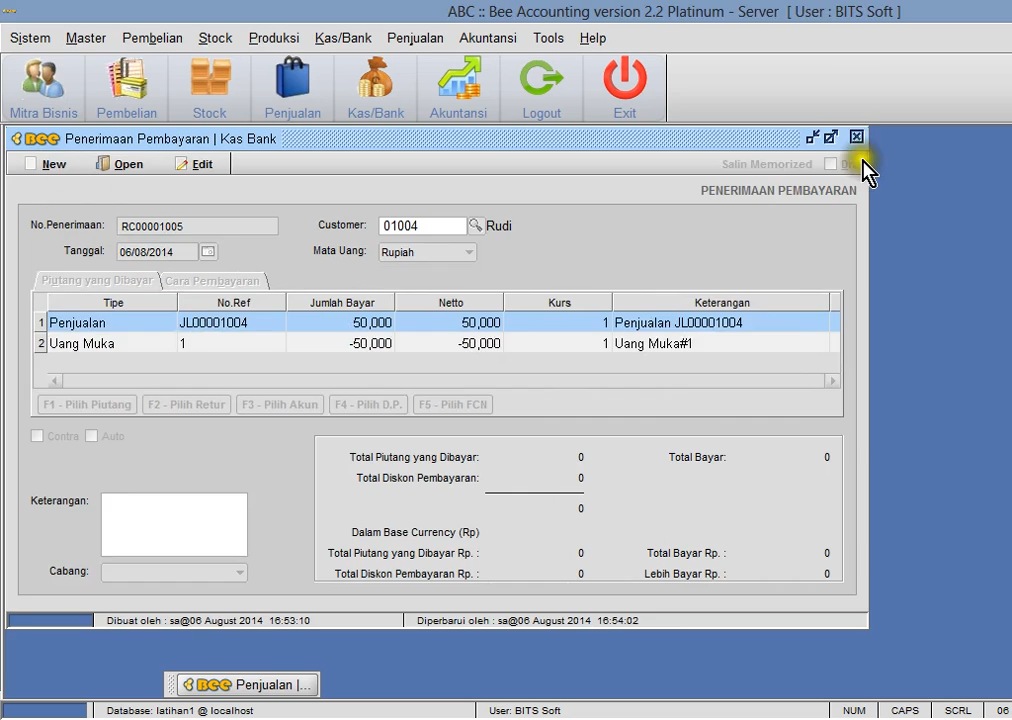 ABC :: Bee Accounting version 2.2 Platinum - Server [ User : BITS Soft ]
Sistem Master Pembelian Stock Produksi Kas/Bank Penjualan Akuntansi Tools Help
Mitra Bisnis Pembelian Stock Penjualan Kas/Bank Akuntansi Logout Exit
BEE Penerimaan Pembayaran | Kas Bank
New Open Edit Salin Memorized
PENERIMAAN PEMBAYARAN
No.Penerimaan: RC00001005 Customer: 01004 Rudi
Tanggal: 06/08/2014 Mata Uang: Rupiah
Piutang yang Dibayar Cara Pembayaran
Tipe No.Ref Jumlah Bayar Netto Kurs Keterangan
1 Penjualan JL00001004 50,000 50,000 1 Penjualan JL00001004
2 Uang Muka 1 -50,000 -50,000 1 Uang Muka#1
F1 - Pilih Piutang F2 - Pilih Retur F3 - Pilih Akun F4 - Pilih D.P. F5 - Pilih FCN
Contra Auto
Total Piutang yang Dibayar: 0 Total Bayar: 0
Total Diskon Pembayaran: 0
Keterangan:
0
Dalam Base Currency (Rp)
Total Piutang yang Dibayar Rp. : 0 Total Bayar Rp. : 0
Cabang: Total Diskon Pembayaran Rp. : 0 Lebih Bayar Rp. : 0
Dibuat oleh : sa@06 August 2014 16:53:10 Diperbarui oleh : sa@06 August 2014 16:54:02
BEE Penjualan |...
Database: latihan1 @ localhost User: BITS Soft NUM CAPS SCRL 06